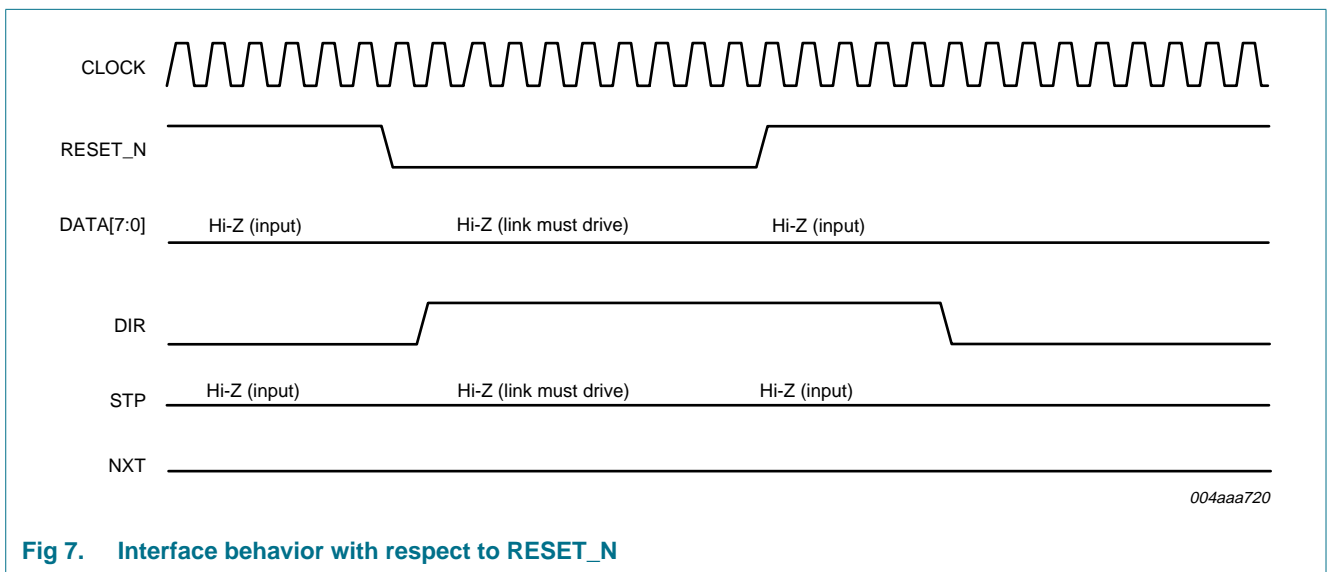 CLOCK
RESET_N
DATA[7:0] Hi-Z (input) Hi-Z (link must drive) Hi-Z (input)
DIR
STP Hi-Z (input) Hi-Z (link must drive) Hi-Z (input)
NXT
004aaa720
Fig 7. Interface behavior with respect to RESET_N